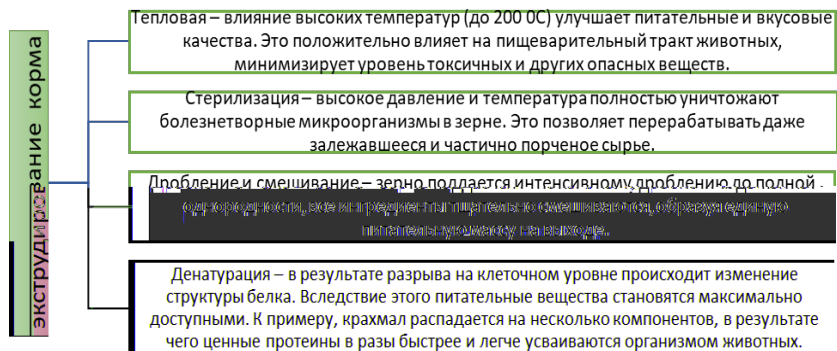 экструдирование корма
Тепловая – влияние высоких температур (до 200 0С) улучшает питательные и вкусовые
качества. Это положительно влияет на пищеварительный тракт животных,
минимизирует уровень токсичных и других опасных веществ.
Стерилизация – высокое давление и температура полностью уничтожают
болезнетворные микроорганизмы в зерне. Это позволяет перерабатывать даже
залежавшееся и частично порченое сырье.
Дробление и смешивание – зерно поддается интенсивному дроблению до полной
однородности, все ингредиенты тщательно смешиваются, образуя единую
питательную массу на выходе.
Денатурация – в результате разрыва на клеточном уровне происходит изменение
структуры белка. Вследствие этого питательные вещества становятся максимально
доступными. К примеру, крахмал распадается на несколько компонентов, в результате
чего ценные протеины в разы быстрее и легче усваиваются организмом животных.